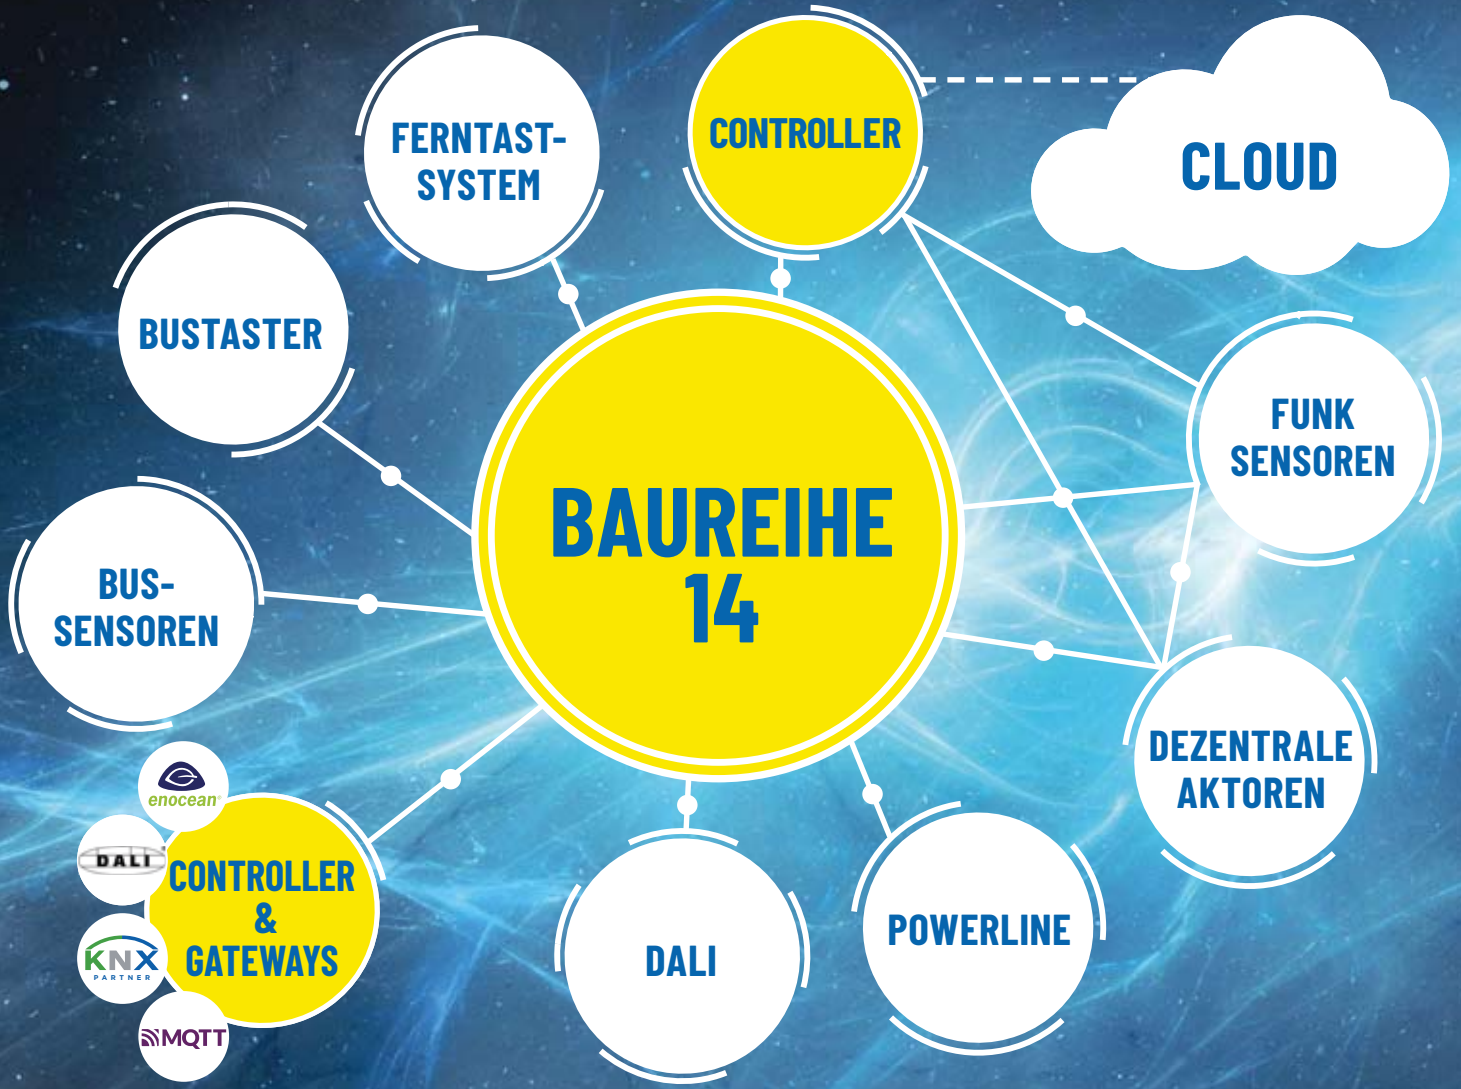 FERNTAST-
SYSTEM
CONTROLLER
CLOUD
BUSTASTER
FUNK
SENSOREN
BAUREIHE
14
BUS-
SENSOREN
DEZENTRALE
AKTOREN
enocean®
DALI
CONTROLLER
&
GATEWAYS
KNX
PARTNER
MQTT
DALI
POWERLINE